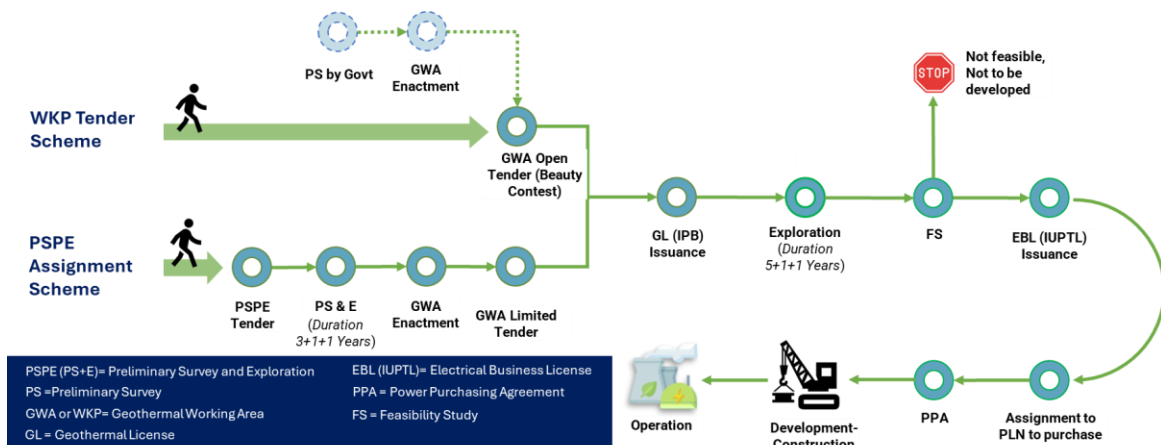 PS by Govt
GWA
Enactment
STOP
Not feasible,
Not to be
developed
WKP Tender
Scheme
GWA Open
Tender (Beauty
Contest)
GL (IPB)
Issuance
Exploration
(Duration
5+1+1 Years)
FS
EBL (IUPTL)
Issuance
PSPE
Assignment
Scheme
PSPE
Tender
PS & E
(Duration
3+1+1 Years)
GWA
Enactment
GWA Limited
Tender
PSPE (PS+E)= Preliminary Survey and Exploration
PS =Preliminary Survey
GWA or WKP= Geothermal Working Area
GL = Geothermal License
EBL (IUPTL)= Electrical Business License
PPA = Power Purchasing Agreement
FS = Feasibility Study
Operation
Development-
Construction
PPA
Assignment to
PLN to purchase